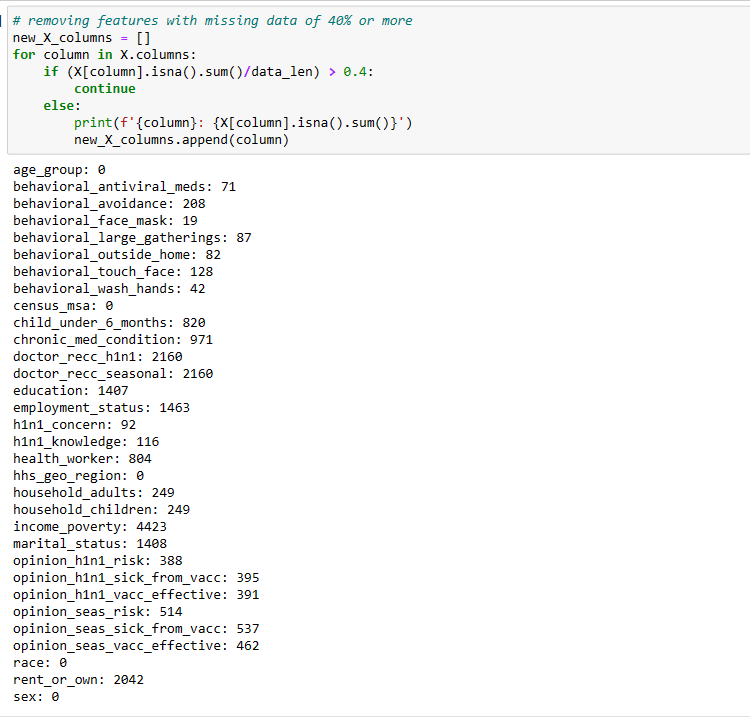 # removing features with missing data of 40% or more
new_X_columns = []
for column in X.columns:
    if (X[column].isna().sum()/data_len) > 0.4:
        continue
    else:
        print(f'{column}: {X[column].isna().sum()}')
        new_X_columns.append(column)
age_group: 0
behavioral_antiviral_meds: 71
behavioral_avoidance: 208
behavioral_face_mask: 19
behavioral_large_gatherings: 87
behavioral_outside_home: 82
behavioral_touch_face: 128
behavioral_wash_hands: 42
census_msa: 0
child_under_6_months: 820
chronic_med_condition: 971
doctor_recc_h1n1: 2160
doctor_recc_seasonal: 2160
education: 1407
employment_status: 1463
h1n1_concern: 92
h1n1_knowledge: 116
health_worker: 804
hhs_geo_region: 0
household_adults: 249
household_children: 249
income_poverty: 4423
marital_status: 1408
opinion_h1n1_risk: 388
opinion_h1n1_sick_from_vacc: 395
opinion_h1n1_vacc_effective: 391
opinion_seas_risk: 514
opinion_seas_sick_from_vacc: 537
opinion_seas_vacc_effective: 462
race: 0
rent_or_own: 2042
sex: 0